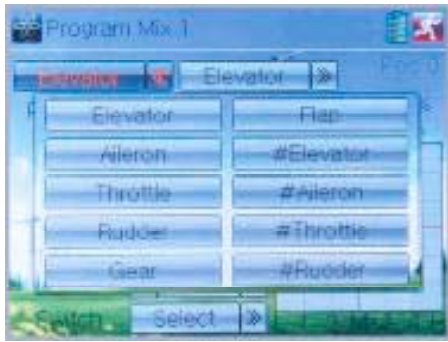 Program Mix 1
Elevator Elevator
Elevator Flap
Aileron #Elevator
Throttle #Aileron
Rudder #Throttle
Gear #Rudder
Switch Select